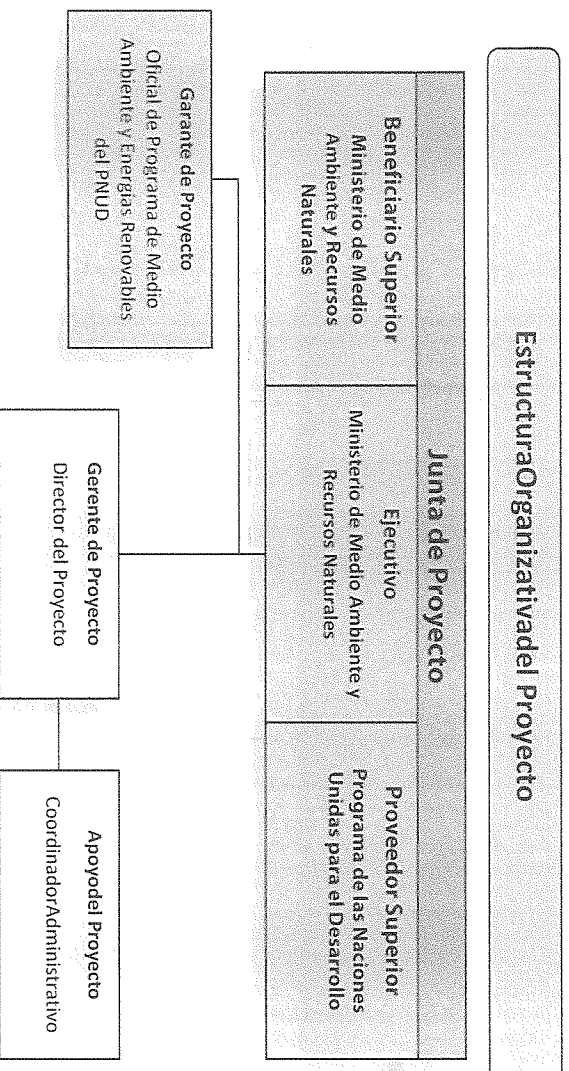 EstructuraOrganizativadel Proyecto
Junta de Proyecto
Beneficiario Superior
Ministerio de Medio
Ambiente y Recursos
Naturales
Ejecutivo
Ministerio de Medio Ambiente y
Recursos Naturales
Proveedor Superior
Programa de las Naciones
Unidas para el Desarrollo
Garante de Proyecto
Oficial de Programa de Medio
Ambiente y Energías Renovables
del PNUD
Gerente de Proyecto
Director del Proyecto
Apoyodel Proyecto
CoordinadorAdministrativo